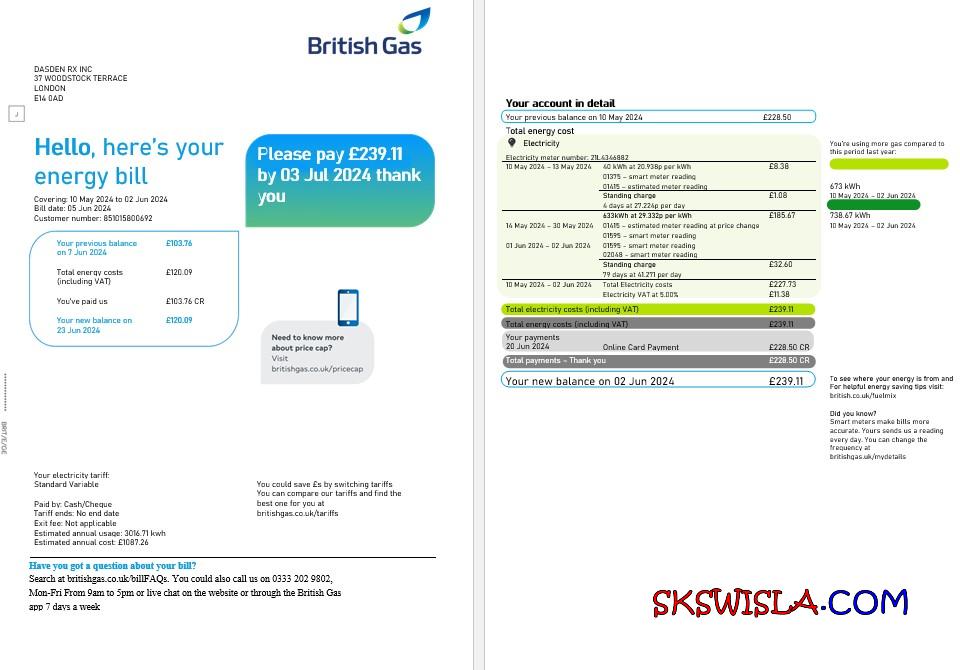 British Gas
DASDEN RX INC
37 WOODSTOCK TERRACE
LONDON
E14 0AD
J
Hello, here's your
energy bill
Covering: 10 May 2024 to 02 Jun 2024
Bill date: 05 Jun 2024
Customer number: 851015800692
Please pay £239.11
by 03 Jul 2024 thank
you
Your previous balance £103.76
on 7 Jun 2024
Total energy costs £120.09
(including VAT)
You've paid us £103.76 CR
Your new balance on £120.09
23 Jun 2024
Need to know more
about price cap?
Visit
britishgas.co.uk/pricecap
BRIT/E/GE
Your electricity tariff:
Standard Variable
Paid by: Cash/Cheque
Tariff ends: No end date
Exit fee: Not applicable
Estimated annual usage: 3016.71 kwh
Estimated annual cost: £1087.26
You could save £s by switching tariffs
You can compare our tariffs and find the
best one for you at
britishgas.co.uk/tariffs
Have you got a question about your bill?
Search at britishgas.co.uk/billFAQs. You could also call us on 0333 202 9802,
Mon-Fri From 9am to 5pm or live chat on the website or through the British Gas
app 7 days a week
Your account in detail
Your previous balance on 10 May 2024 £228.50
Total energy cost
Electricity
Electricity meter number: 21L4346882
10 May 2024 – 13 May 2024 40 kWh at 20.938p per kWh £8.38
01375 – smart meter reading
01415 – estimated meter reading
Standing charge £1.08
4 days at 27.224p per day
633kWh at 29.332p per kWh £185.67
14 May 2024 – 30 May 2024 01415 – estimated meter reading at price change
01595 – smart meter reading
01 Jun 2024 – 02 Jun 2024 01595 - smart meter reading
2048 – smart meter reading
Standing charge £32.60
79 days at 41.271 per day
10 May 2024 – 02 Jun 2024 Total Electricity costs £227.73
Electricity VAT at 5.00% £11.38
Total electricity costs (including VAT) £239.11
Total energy costs (including VAT) £239.11
Your payments
20 Jun 2024 Online Card Payment £228.50 CR
Total payments – Thank you £228.50 CR
Your new balance on 02 Jun 2024 £239.11
You're using more gas compared to
this period last year:
673 kWh
10 May 2024 – 02 Jun 2024
738.67 kWh
10 May 2024 – 02 Jun 2024
To see where your energy is from and
For helpful energy saving tips visit:
british.co.uk/fuelmix
Did you know?
Smart meters make bills more
accurate. Yours sends us a reading
every day. You can change the
frequency at
britishgas.uk/mydetails
SKSWISLA.COM